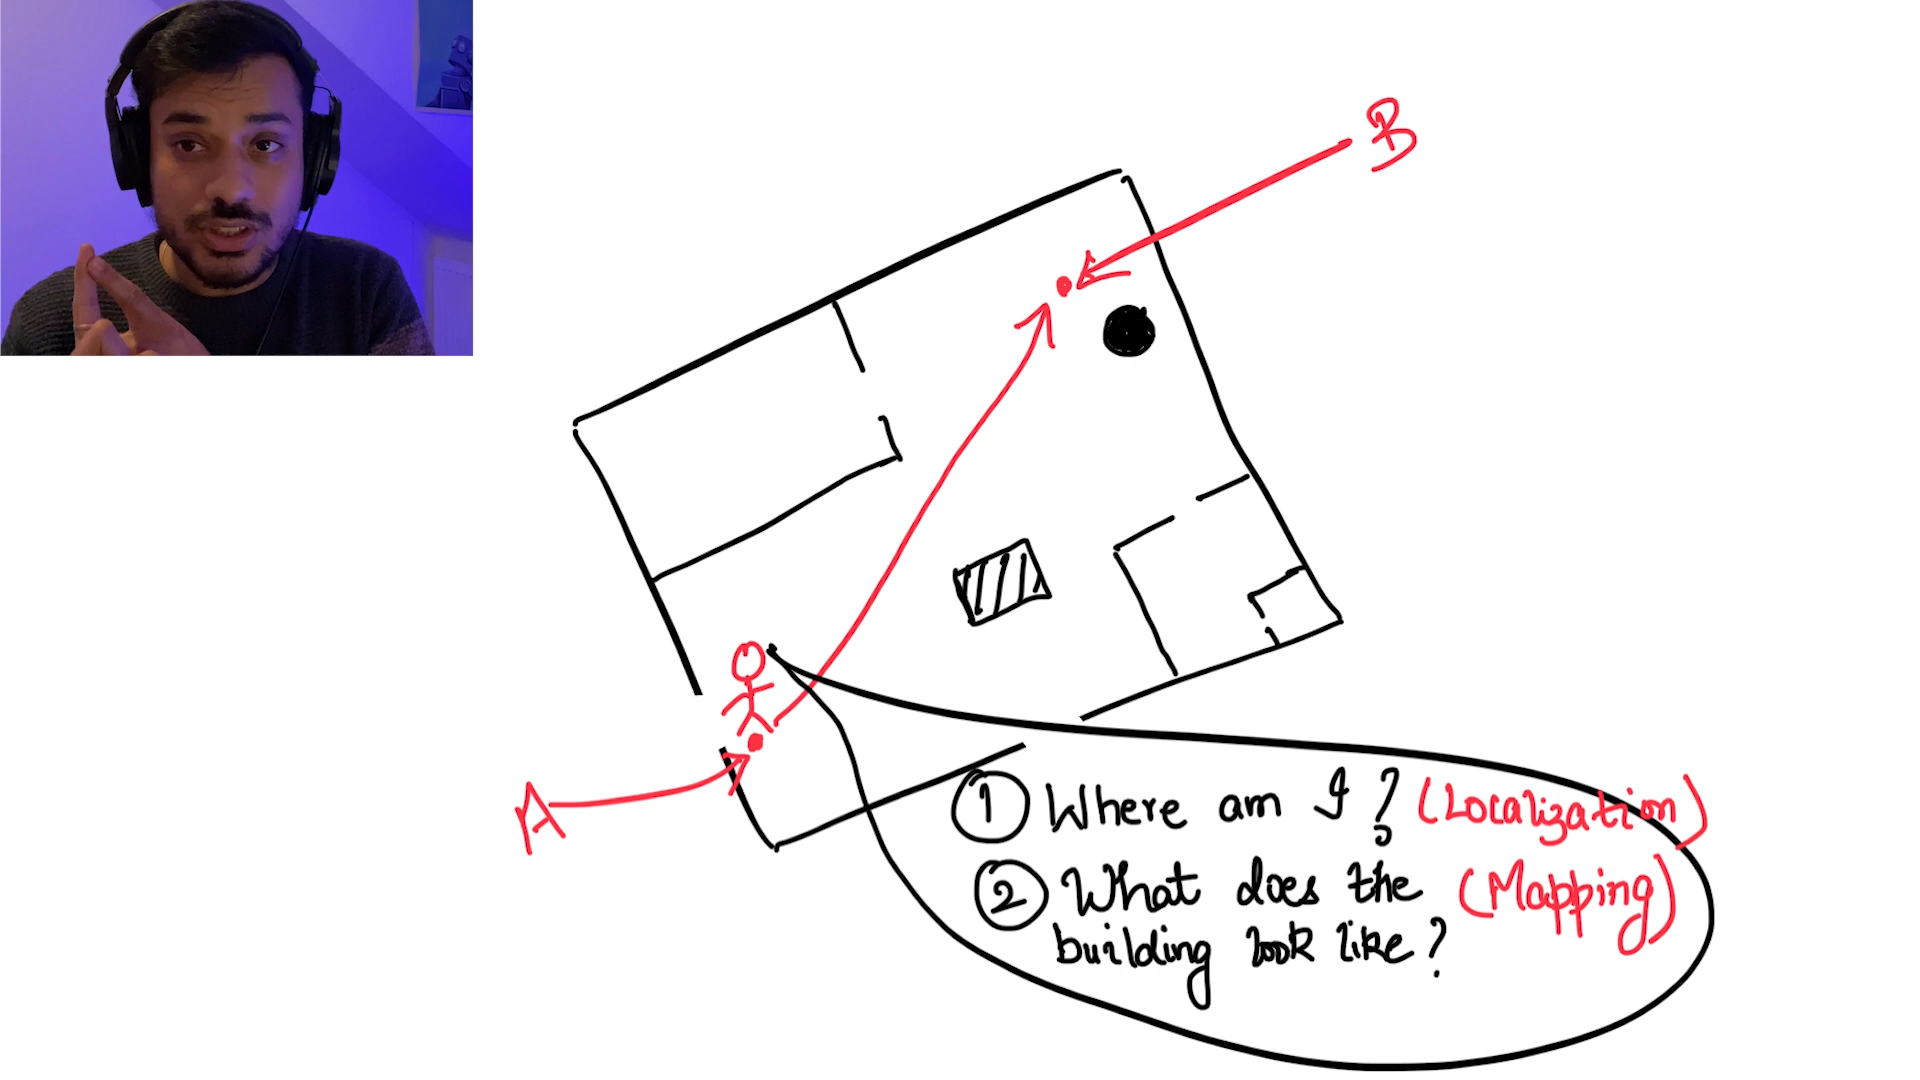 B
A
1 Where am I? (Localization)
2 What does the (Mapping)
building look like?